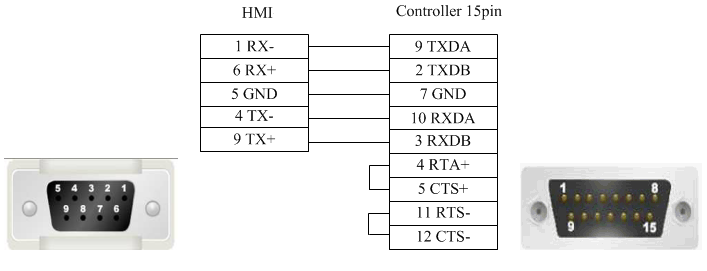 HMI
Controller 15pin
1 RX-
9 TXDA
6 RX+
2 TXDB
5 GND
7 GND
4 TX-
10 RXDA
9 TX+
3 RXDB
4 RTA+
5 CTS+
11 RTS-
12 CTS-
5 4 3 2 1
9 8 7 6
1 8
9 15